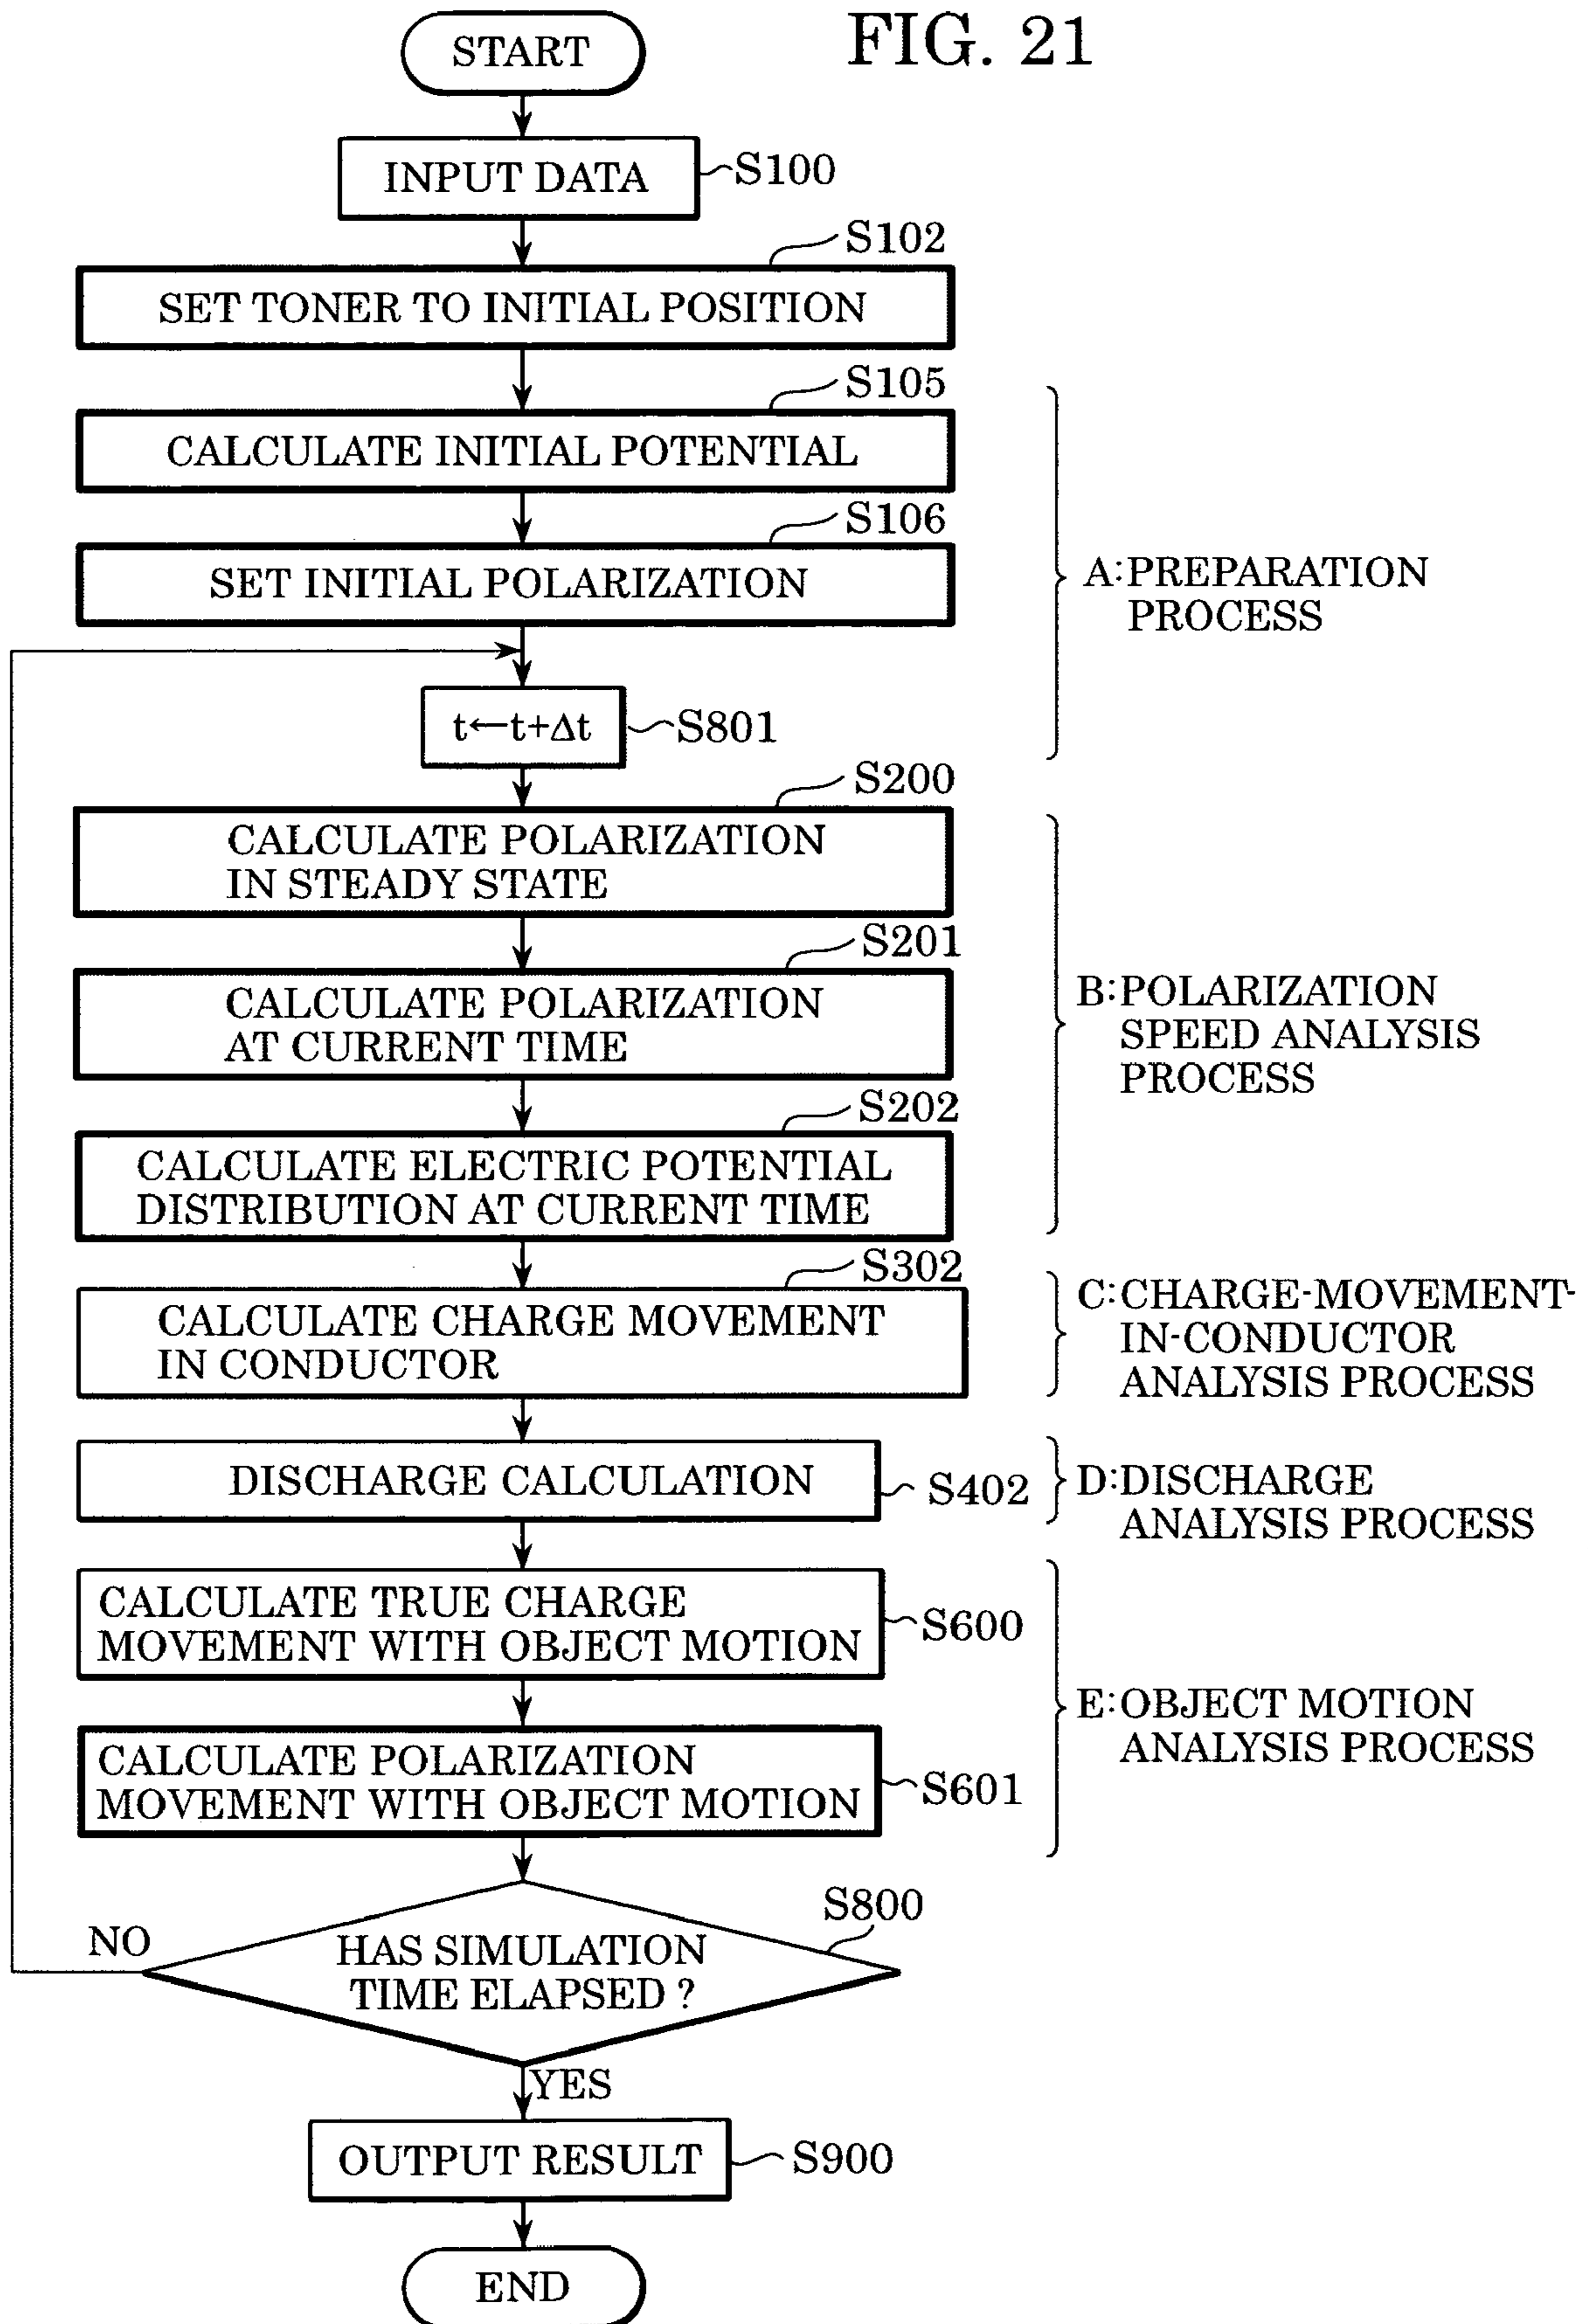 FIG. 21
START
INPUT DATA
S100
S102
SET TONER TO INITIAL POSITION
S105
CALCULATE INITIAL POTENTIAL
S106
SET INITIAL POLARIZATION
A:PREPARATION
PROCESS
t←t+Δt
S801
S200
CALCULATE POLARIZATION
IN STEADY STATE
S201
CALCULATE POLARIZATION
AT CURRENT TIME
B:POLARIZATION
SPEED ANALYSIS
PROCESS
S202
CALCULATE ELECTRIC POTENTIAL
DISTRIBUTION AT CURRENT TIME
S302
CALCULATE CHARGE MOVEMENT
IN CONDUCTOR
C:CHARGE-MOVEMENT-
IN-CONDUCTOR
ANALYSIS PROCESS
DISCHARGE CALCULATION
S402
D:DISCHARGE
ANALYSIS PROCESS
CALCULATE TRUE CHARGE
MOVEMENT WITH OBJECT MOTION
S600
CALCULATE POLARIZATION
MOVEMENT WITH OBJECT MOTION
S601
E:OBJECT MOTION
ANALYSIS PROCESS
S800
NO
HAS SIMULATION
TIME ELAPSED ?
YES
OUTPUT RESULT
S900
END